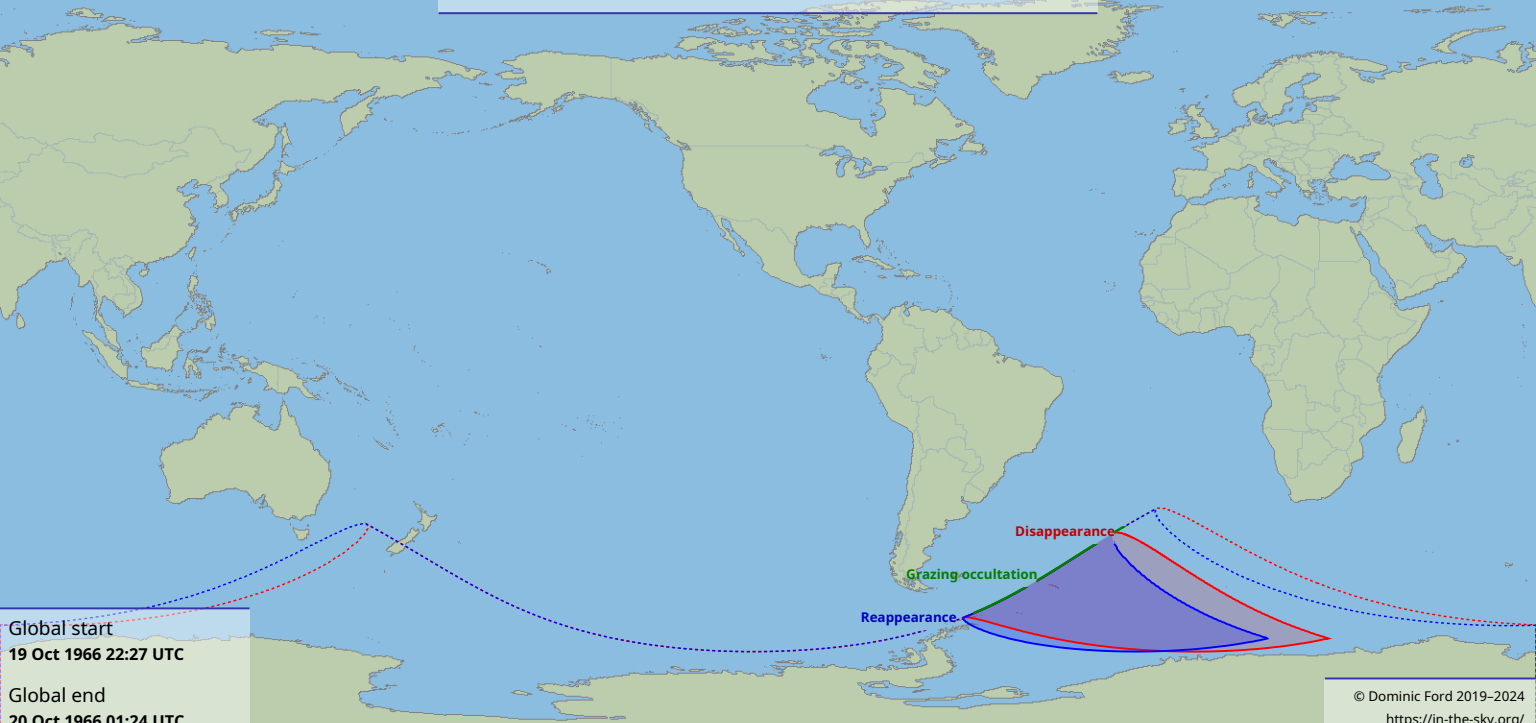 Disappearance
Grazing occultation
Reappearance
Global start
19 Oct 1966 22:27 UTC
Global end
20 Oct 1966 01:24 UTC
© Dominic Ford 2019–2024
https://in-the-sky.org/